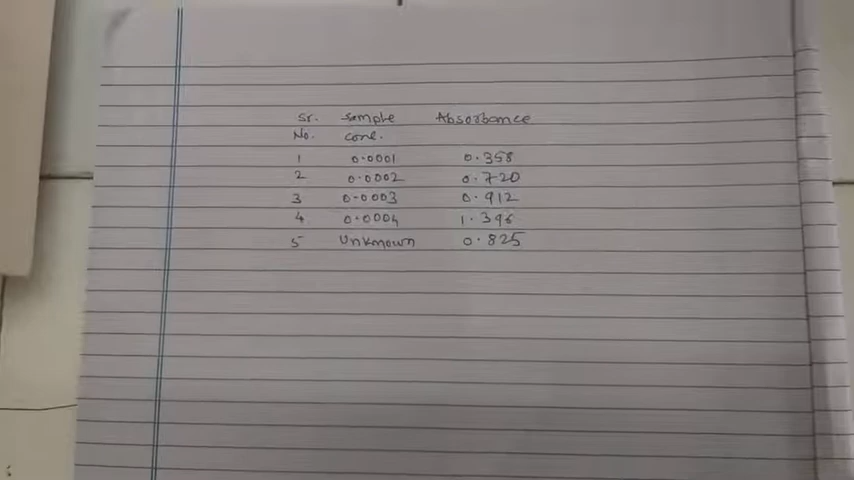 Sr. Sample Absorbance
No. conc.
1 0.0001 0.358
2 0.0002 0.720
3 0.0003 0.912
4 0.0004 1.396
5 Unknown 0.825